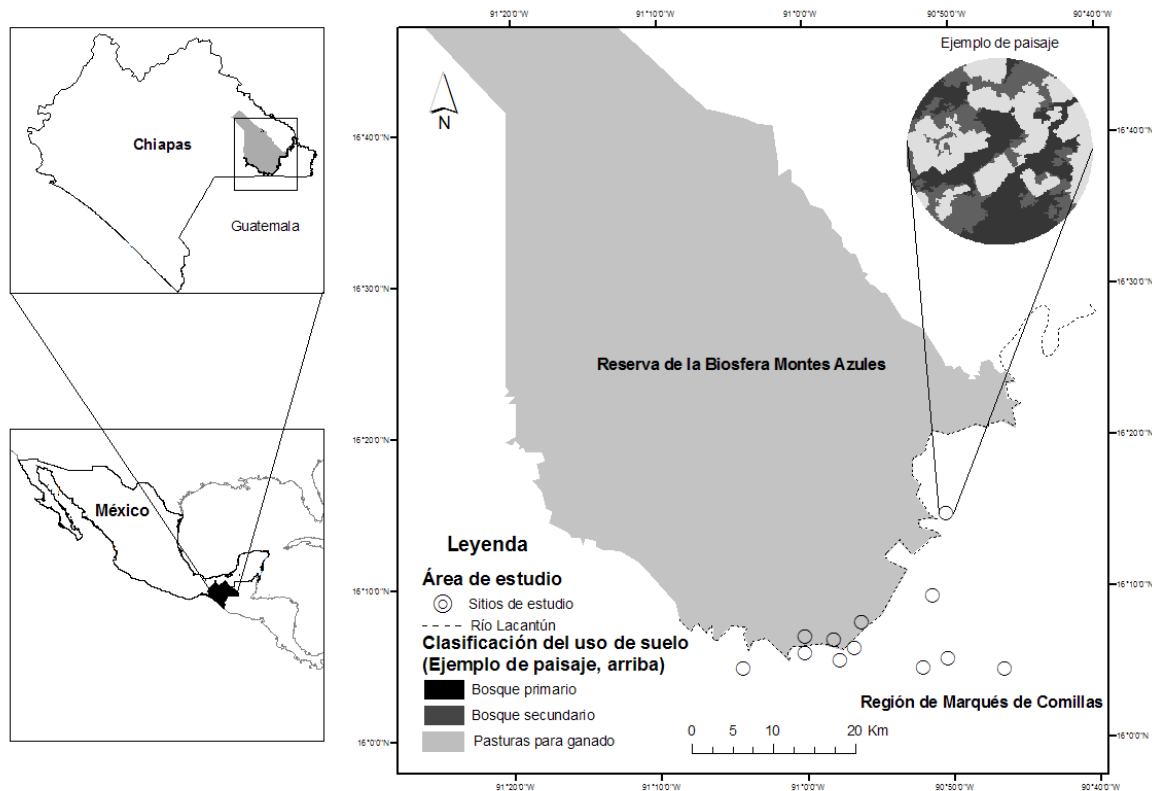 Chiapas
Guatemala
México
91°20'0"W
91°10'0"W
91°0'0"W
90°50'0"W
90°40'0"W
Ejemplo de paisaje
N
16°40'0"N
16°40'0"N
16°30'0"N
16°30'0"N
Reserva de la Biosfera Montes Azules
16°20'0"N
16°20'0"N
Leyenda
Área de estudio
Sitios de estudio
Río Lacantún
Clasificación del uso de suelo
(Ejemplo de paisaje, arriba)
Bosque primario
Bosque secundario
Pasturas para ganado
16°10'0"N
16°10'0"N
Región de Marqués de Comillas
0 5 10 20 Km
16°0'0"N
16°0'0"N
91°20'0"W
91°10'0"W
91°0'0"W
90°50'0"W
90°40'0"W